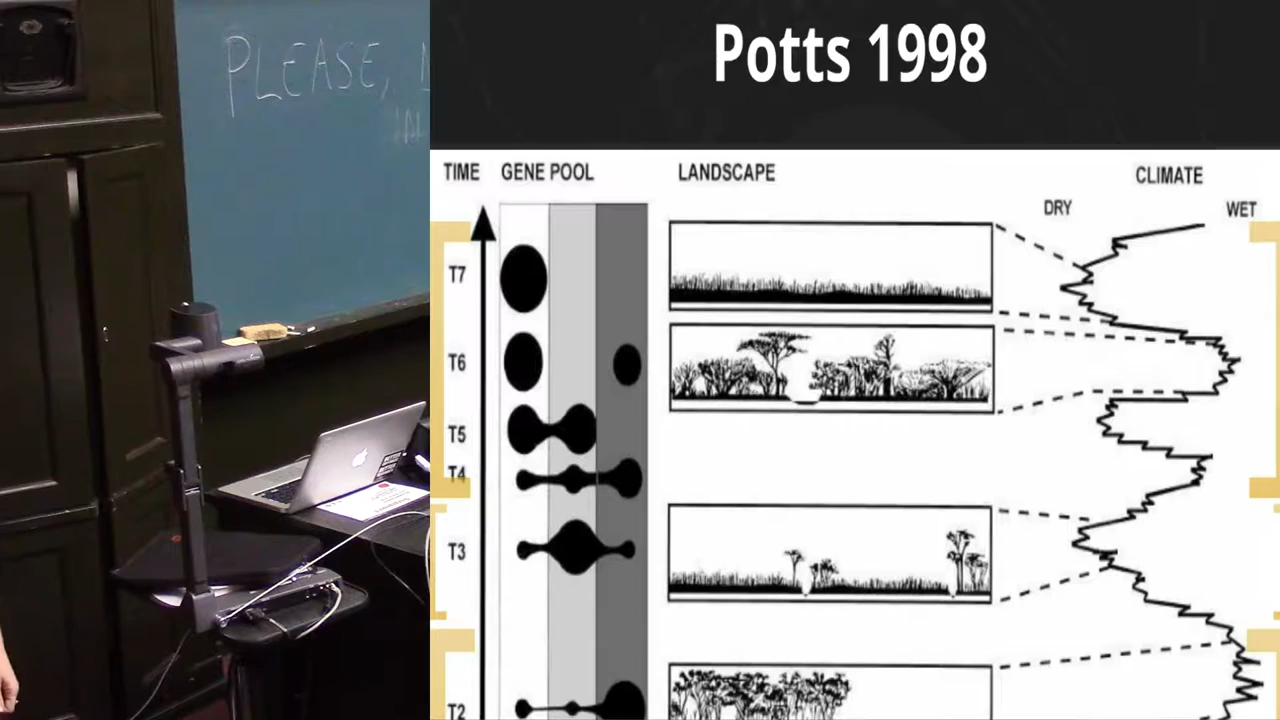 PLEASE,
Potts 1998
TIME GENE POOL LANDSCAPE CLIMATE
DRY WET
T7
T6
T5
T4
T3
T2